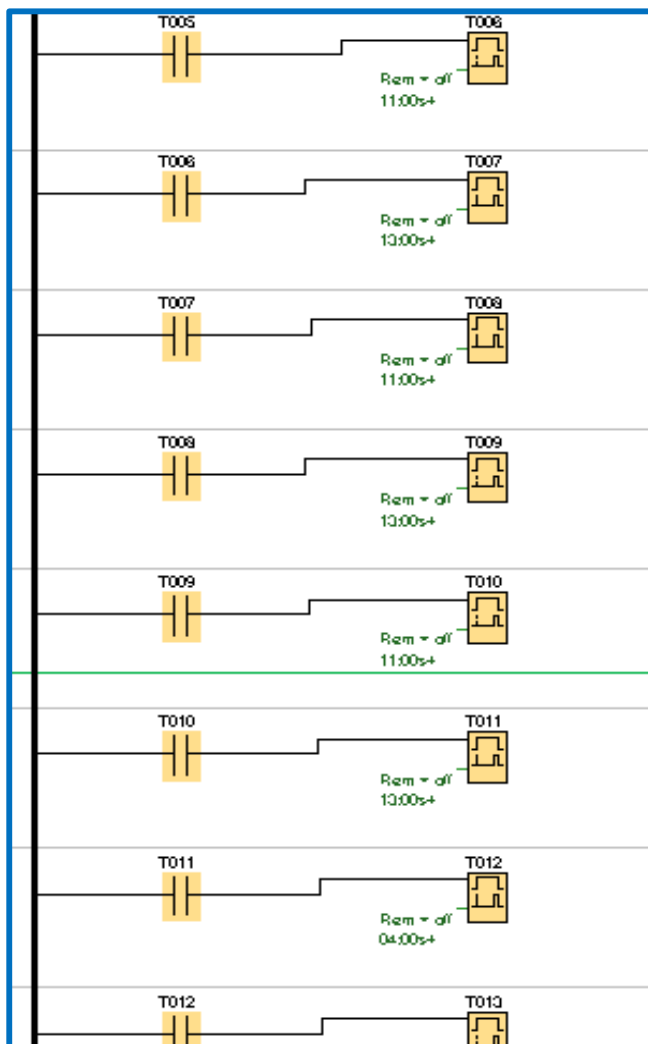 T005 T006
Rem = off
11:00s+
T006 T007
Rem = off
13:00s+
T007 T008
Rem = off
11:00s+
T008 T009
Rem = off
13:00s+
T009 T010
Rem = off
11:00s+
T010 T011
Rem = off
13:00s+
T011 T012
Rem = off
04:00s+
T012 T013